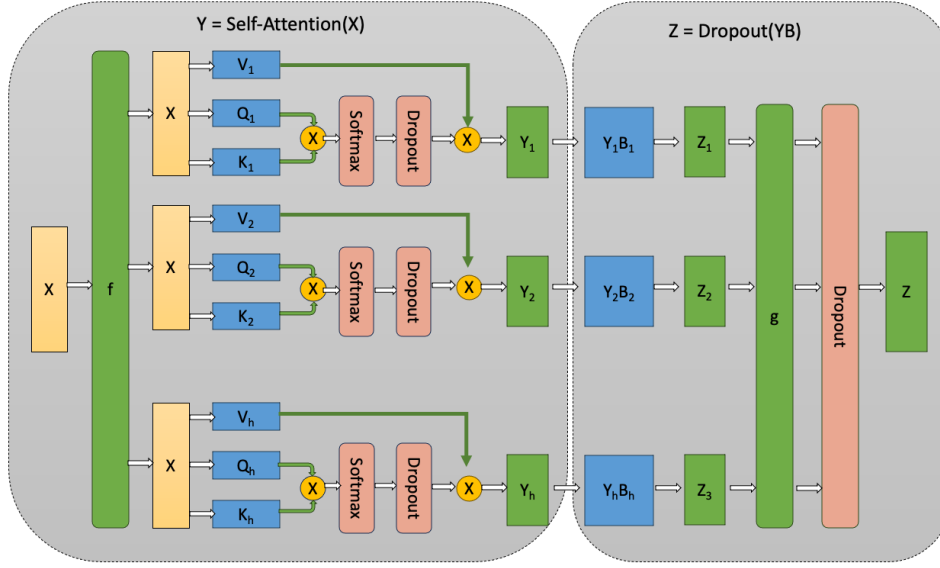 Y = Self-Attention(X)
Z = Dropout(YB)
X
f
X
V1
Q1
K1
X
Softmax
Dropout
X
Y1
Y1B1
Z1
X
V2
Q2
K2
X
Softmax
Dropout
X
Y2
Y2B2
Z2
X
Vh
Qh
Kh
X
Softmax
Dropout
X
Yh
YhBh
Z3
g
Dropout
Z